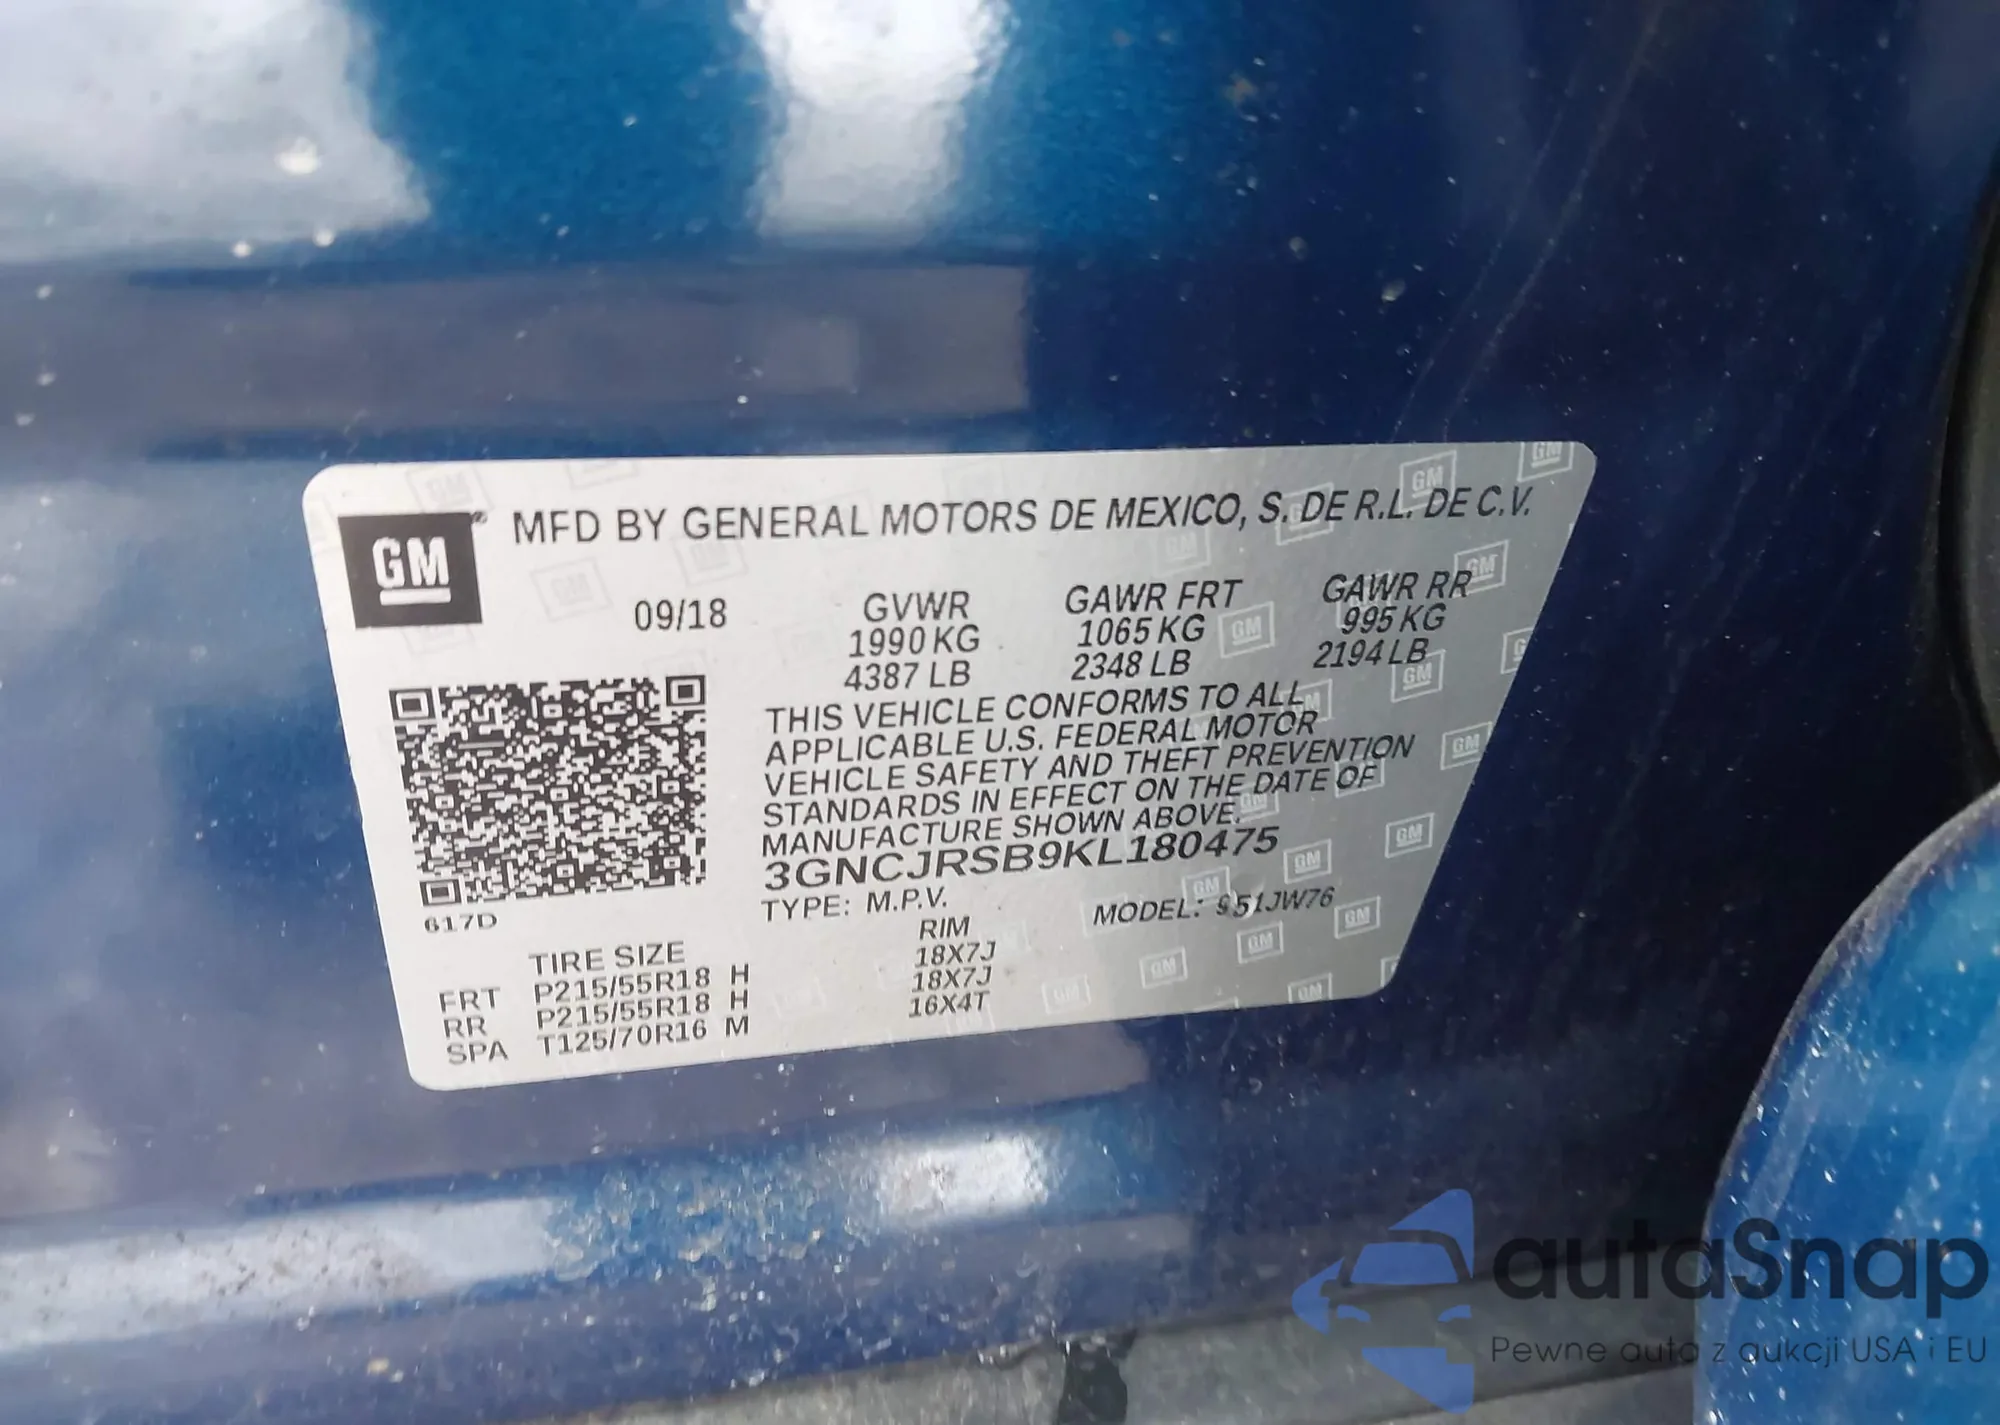 GM
MFD BY GENERAL MOTORS DE MEXICO, S. DE R.L. DE C.V.
09/18
GVWR GAWR FRT GAWR RR
1990 KG 1065 KG 995 KG
4387 LB 2348 LB 2194 LB
THIS VEHICLE CONFORMS TO ALL
APPLICABLE U.S. FEDERAL MOTOR
VEHICLE SAFETY AND THEFT PREVENTION
STANDARDS IN EFFECT ON THE DATE OF
MANUFACTURE SHOWN ABOVE.
3GNCJRSB9KL180475
TYPE: M.P.V. MODEL: 951JW76
617D
TIRE SIZE RIM
FRT P215/55R18 H 18X7J
RR P215/55R18 H 18X7J
SPA T125/70R16 M 16X4T
autaSnap
Pewne auta z aukcji USA i EU